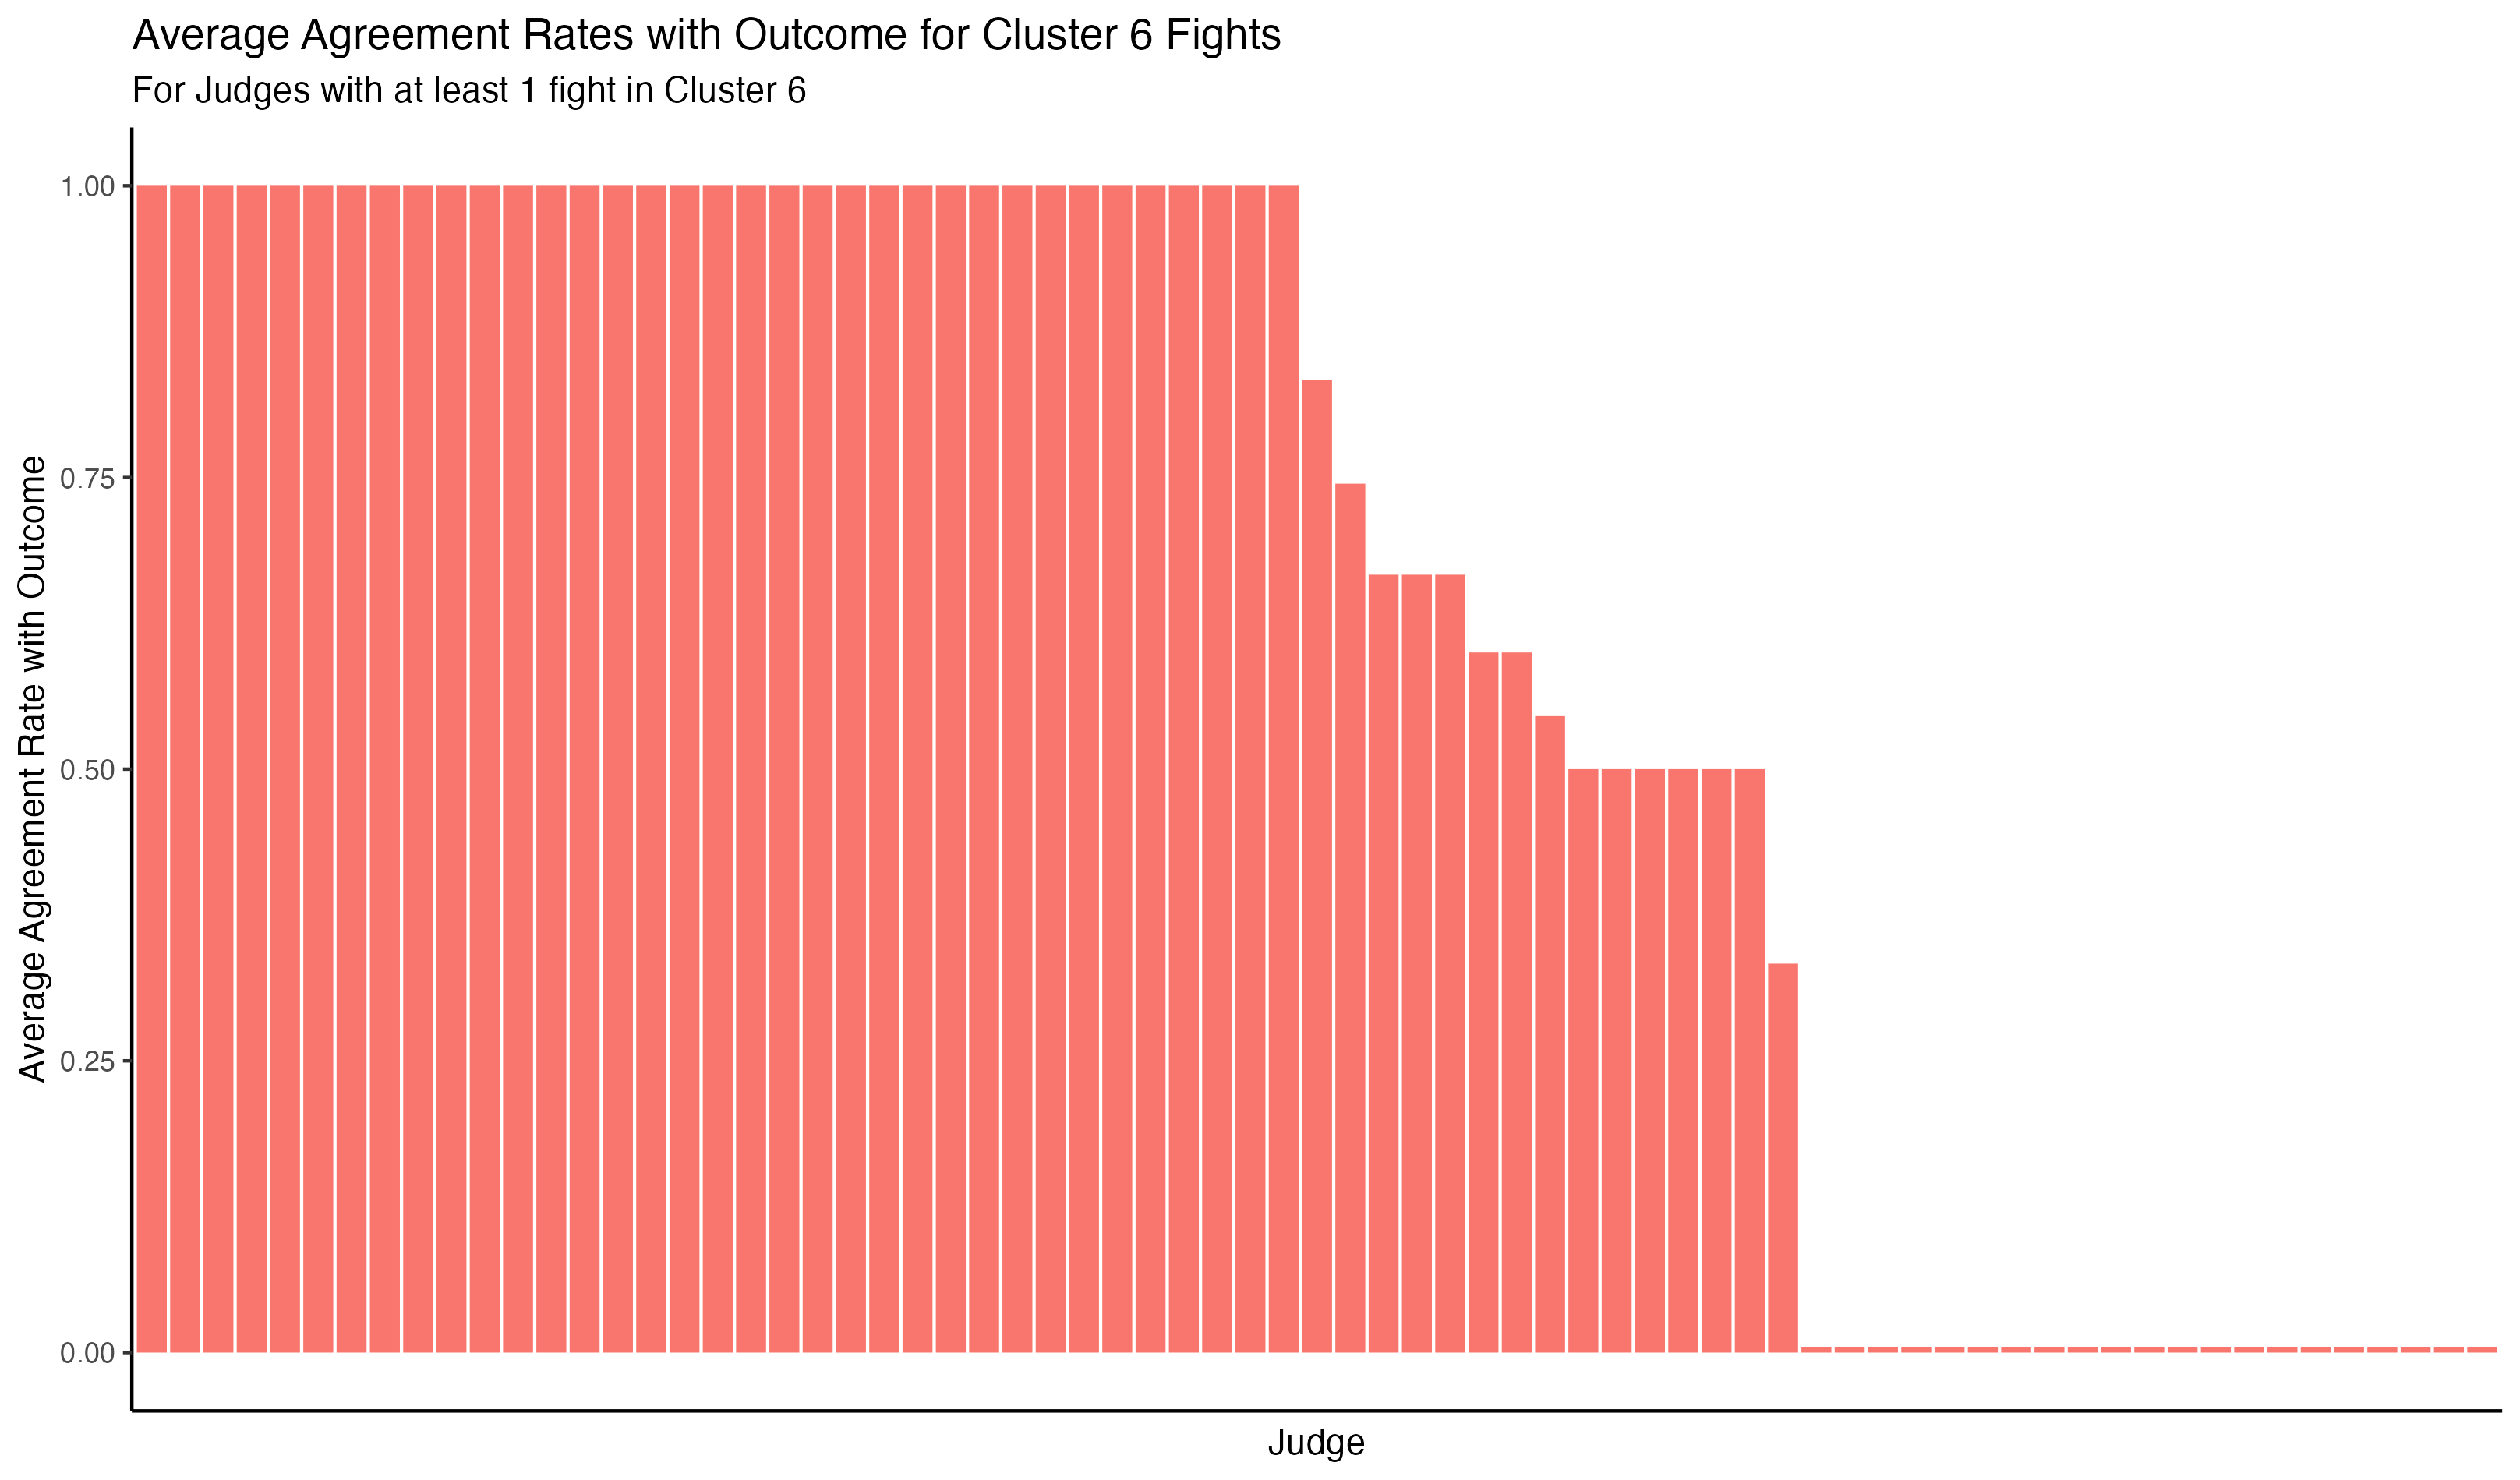 Average Agreement Rates with Outcome for Cluster 6 Fights
For Judges with at least 1 fight in Cluster 6
Average Agreement Rate with Outcome
1.00
0.75
0.50
0.25
0.00
Judge